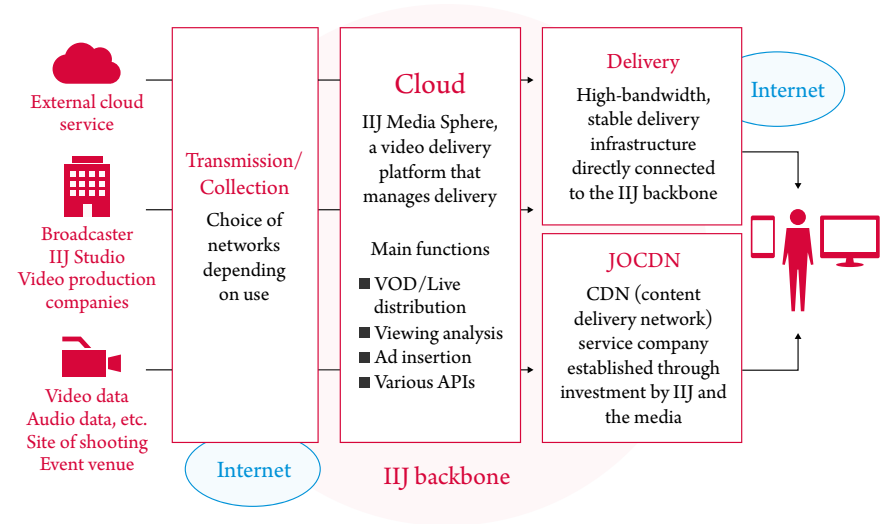 External cloud
service
Broadcaster
IIJ Studio
Video production
companies
Video data
Audio data, etc.
Site of shooting
Event venue
Transmission/
Collection
Choice of
networks
depending
on use
Internet
Cloud
IIJ Media Sphere,
a video delivery
platform that
manages delivery
Main functions
■ VOD/Live
distribution
■ Viewing analysis
■ Ad insertion
■ Various APIs
IIJ backbone
Delivery
High-bandwidth,
stable delivery
infrastructure
directly connected
to the IIJ backbone
JOCDN
CDN (content
delivery network)
service company
established through
investment by IIJ and
the media
Internet